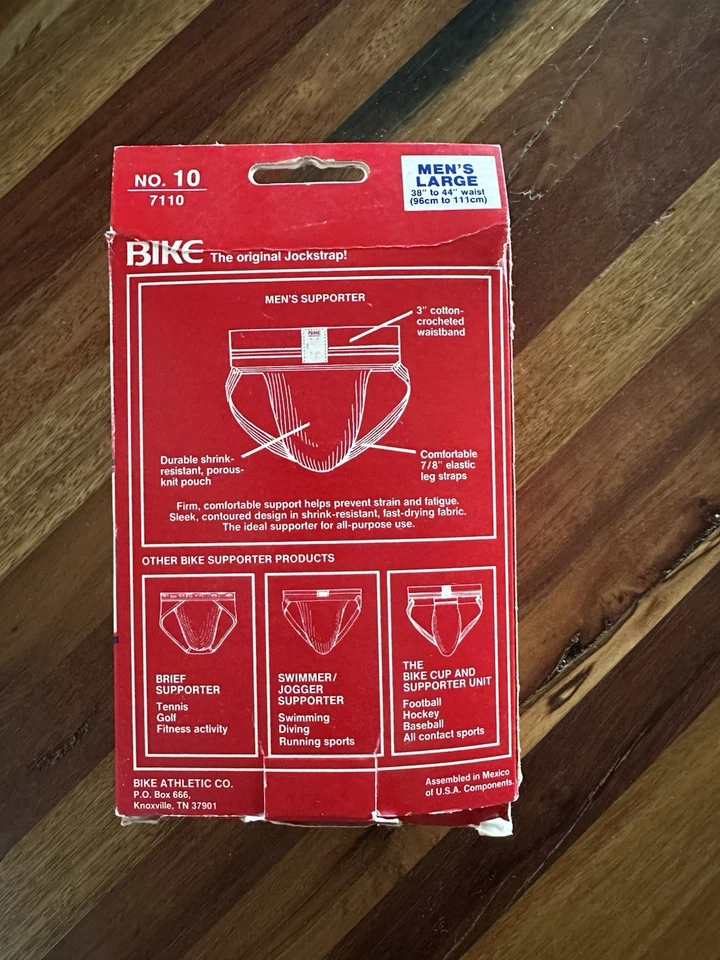 NO. 10
7110
MEN'S
LARGE
38" to 44" waist
(96cm to 111cm)
BIKE The original Jockstrap!
MEN'S SUPPORTER
3" cotton-
crocheted
waistband
BIKE
Durable shrink-
resistant, porous-
knit pouch
Comfortable
7/8" elastic
leg straps
Firm, comfortable support helps prevent strain and fatigue.
Sleek, contoured design in shrink-resistant, fast-drying fabric.
The ideal supporter for all-purpose use.
OTHER BIKE SUPPORTER PRODUCTS
BRIEF
SUPPORTER
Tennis
Golf
Fitness activity
SWIMMER/
JOGGER
SUPPORTER
Swimming
Diving
Running sports
THE
BIKE CUP AND
SUPPORTER UNIT
Football
Hockey
Baseball
All contact sports
BIKE ATHLETIC CO.
P.O. Box 666,
Knoxville, TN 37901
Assembled in Mexico
of U.S.A. Components.